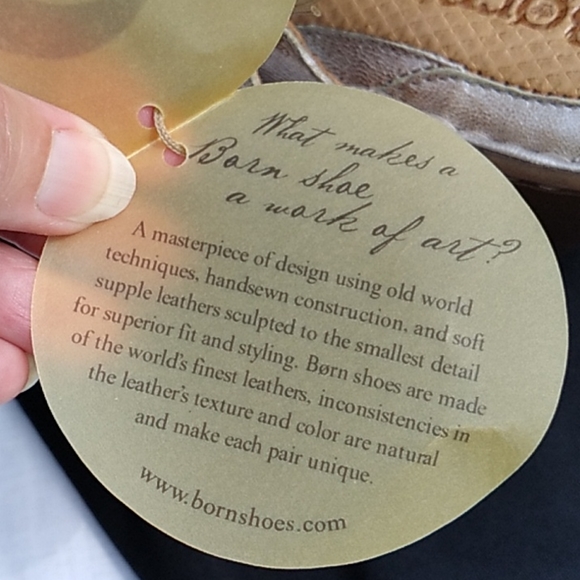 What makes a
Born shoe
a work of art?
A masterpiece of design using old world
techniques, handsewn construction, and soft
supple leathers sculpted to the smallest detail
for superior fit and styling. Børn shoes are made
of the world's finest leathers, inconsistencies in
the leather's texture and color are natural
and make each pair unique.
www.bornshoes.com